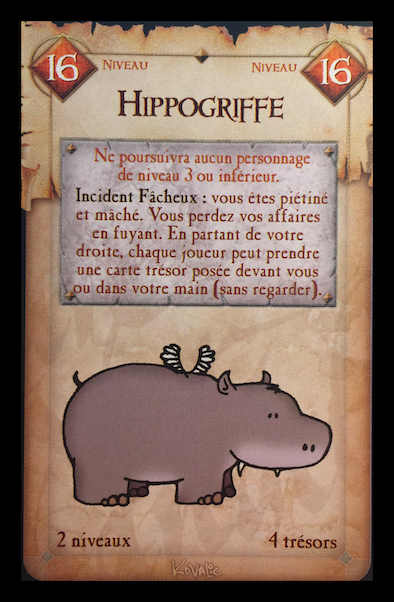 16 Niveau Niveau 16
Hippogriffe
Ne poursuivra aucun personnage
de niveau 3 ou inférieur.
Incident Fâcheux : vous êtes piétiné
et mâché. Vous perdez vos affaires
en fuyant. En partant de votre
droite, chaque joueur peut prendre
une carte trésor posée devant vous
ou dans votre main (sans regarder).
2 niveaux 4 trésors
Kovalic